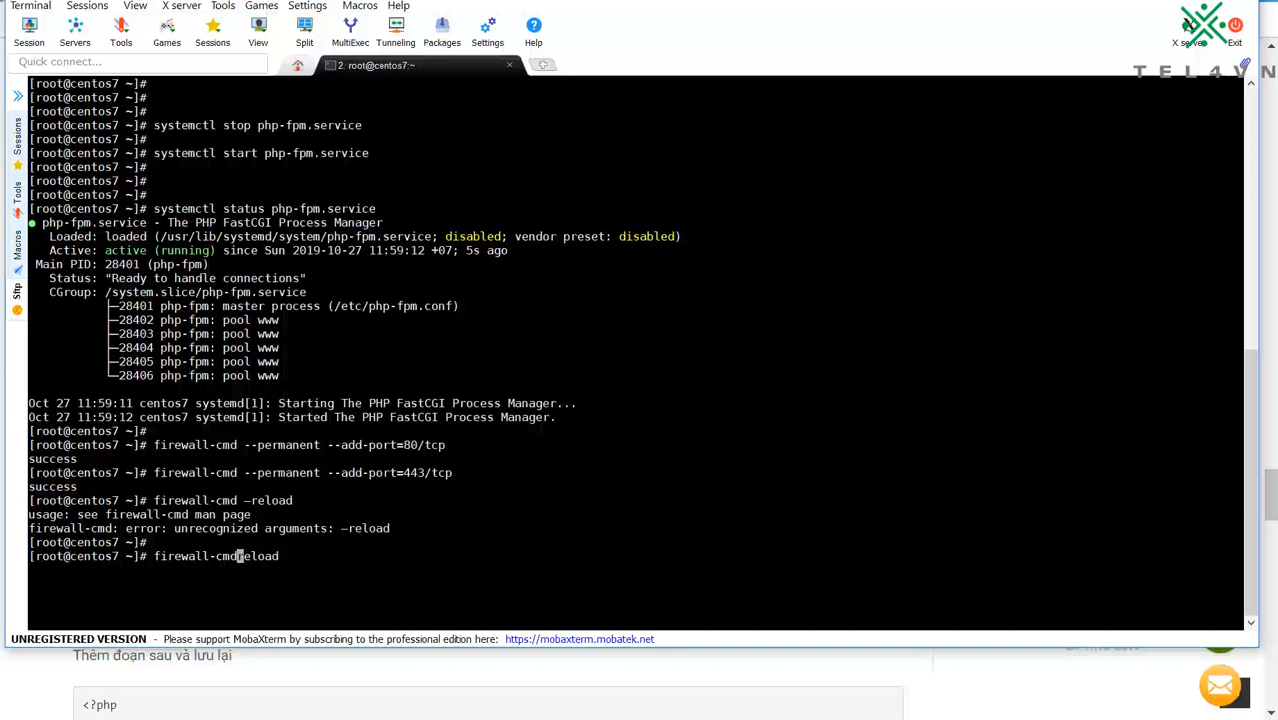 Terminal Sessions View X server Tools Games Settings Macros Help
Session Servers Tools Games Sessions View Split MultiExec Tunneling Packages Settings Help Exit
Quick connect...
2. root@centos7:~
TEL4VN
Sessions
Tools
Macros
Sftp
[root@centos7 ~]#
[root@centos7 ~]#
[root@centos7 ~]#
[root@centos7 ~]# systemctl stop php-fpm.service
[root@centos7 ~]#
[root@centos7 ~]# systemctl start php-fpm.service
[root@centos7 ~]#
[root@centos7 ~]#
[root@centos7 ~]#
[root@centos7 ~]# systemctl status php-fpm.service
● php-fpm.service - The PHP FastCGI Process Manager
Loaded: loaded (/usr/lib/systemd/system/php-fpm.service; disabled; vendor preset: disabled)
Active: active (running) since Sun 2019-10-27 11:59:12 +07; 5s ago
Main PID: 28401 (php-fpm)
Status: "Ready to handle connections"
CGroup: /system.slice/php-fpm.service
├─28401 php-fpm: master process (/etc/php-fpm.conf)
├─28402 php-fpm: pool www
├─28403 php-fpm: pool www
├─28404 php-fpm: pool www
├─28405 php-fpm: pool www
└─28406 php-fpm: pool www
Oct 27 11:59:11 centos7 systemd[1]: Starting The PHP FastCGI Process Manager...
Oct 27 11:59:12 centos7 systemd[1]: Started The PHP FastCGI Process Manager.
[root@centos7 ~]#
[root@centos7 ~]# firewall-cmd --permanent --add-port=80/tcp
success
[root@centos7 ~]# firewall-cmd --permanent --add-port=443/tcp
success
[root@centos7 ~]# firewall-cmd –reload
usage: see firewall-cmd man page
firewall-cmd: error: unrecognized arguments: –reload
[root@centos7 ~]#
[root@centos7 ~]# firewall-cmdreload
UNREGISTERED VERSION - Please support MobaXterm by subscribing to the professional edition here: https://mobaxterm.mobatek.net
Thêm đoạn sau và lưu lại
<?php